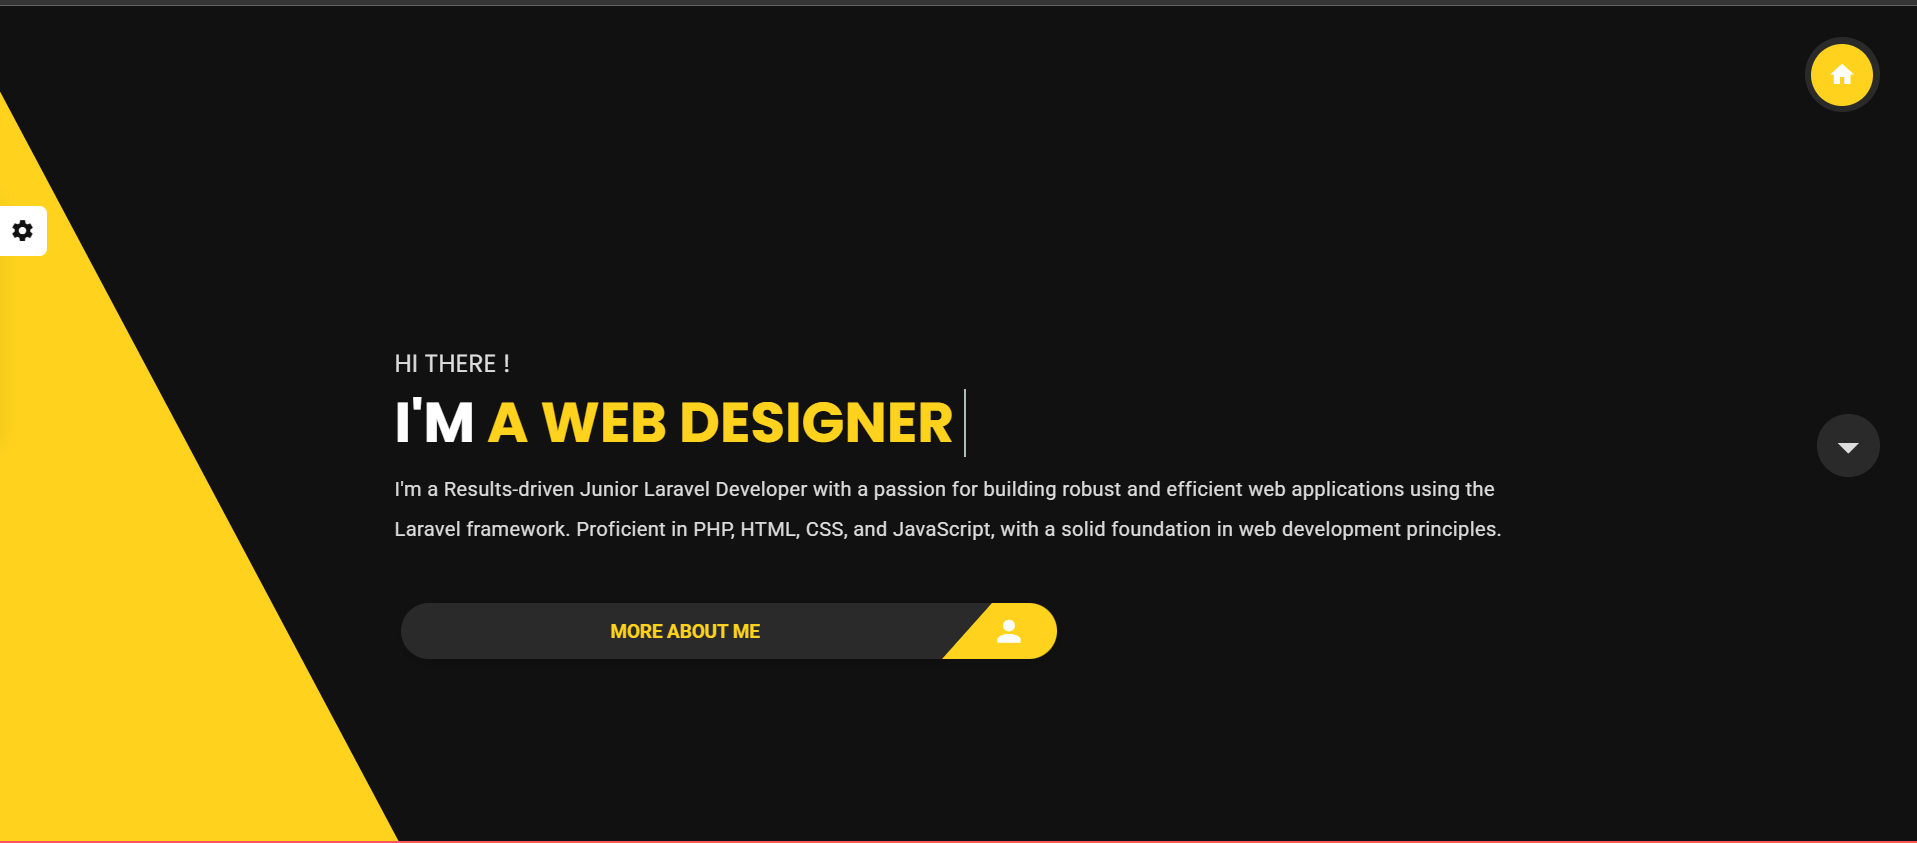 HI THERE !
I'M A WEB DESIGNER
I'm a Results-driven Junior Laravel Developer with a passion for building robust and efficient web applications using the
Laravel framework. Proficient in PHP, HTML, CSS, and JavaScript, with a solid foundation in web development principles.
MORE ABOUT ME